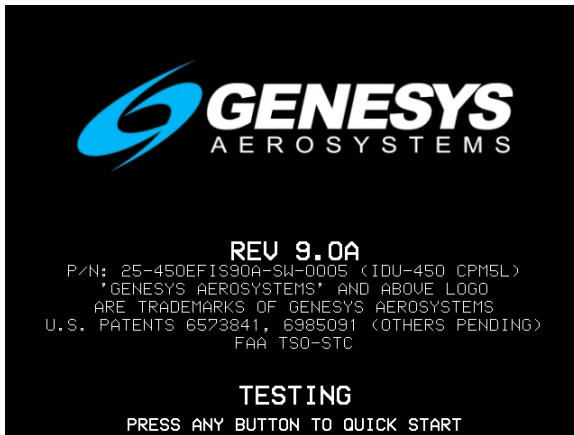 GENESYS
AEROSYSTEMS
REV 9.0A
P/N: 25-450EFIS90A-SW-0005 (IDU-450 CPM5L)
'GENESYS AEROSYSTEMS' AND ABOVE LOGO
ARE TRADEMARKS OF GENESYS AEROSYSTEMS
U.S. PATENTS 6573841, 6985091 (OTHERS PENDING)
FAA TSO-STC
TESTING
PRESS ANY BUTTON TO QUICK START